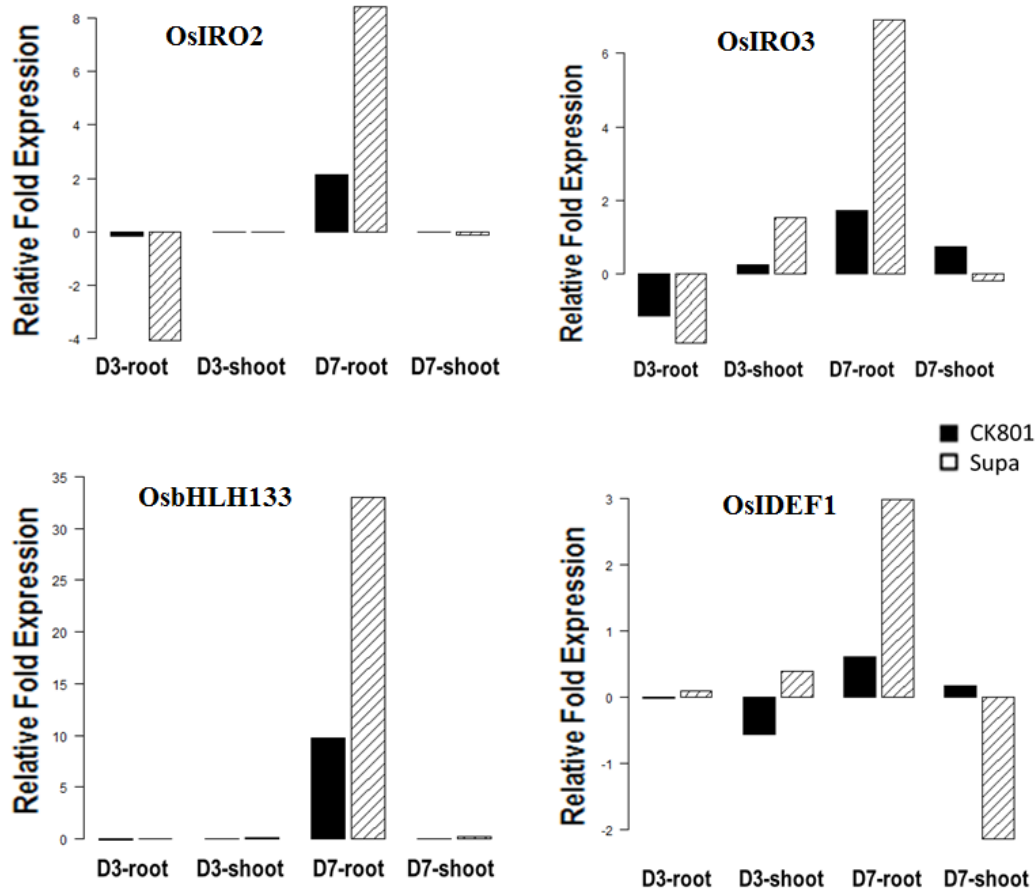 OsIRO2
Relative Fold Expression
8
6
4
2
0
-2
-4
D3-root D3-shoot D7-root D7-shoot
OsIRO3
Relative Fold Expression
6
4
2
0
D3-root D3-shoot D7-root D7-shoot
CK801
Supa
OsbHLH133
Relative Fold Expression
35
30
25
20
15
10
5
0
D3-root D3-shoot D7-root D7-shoot
OsIDEF1
Relative Fold Expression
3
2
1
0
-1
-2
D3-root D3-shoot D7-root D7-shoot